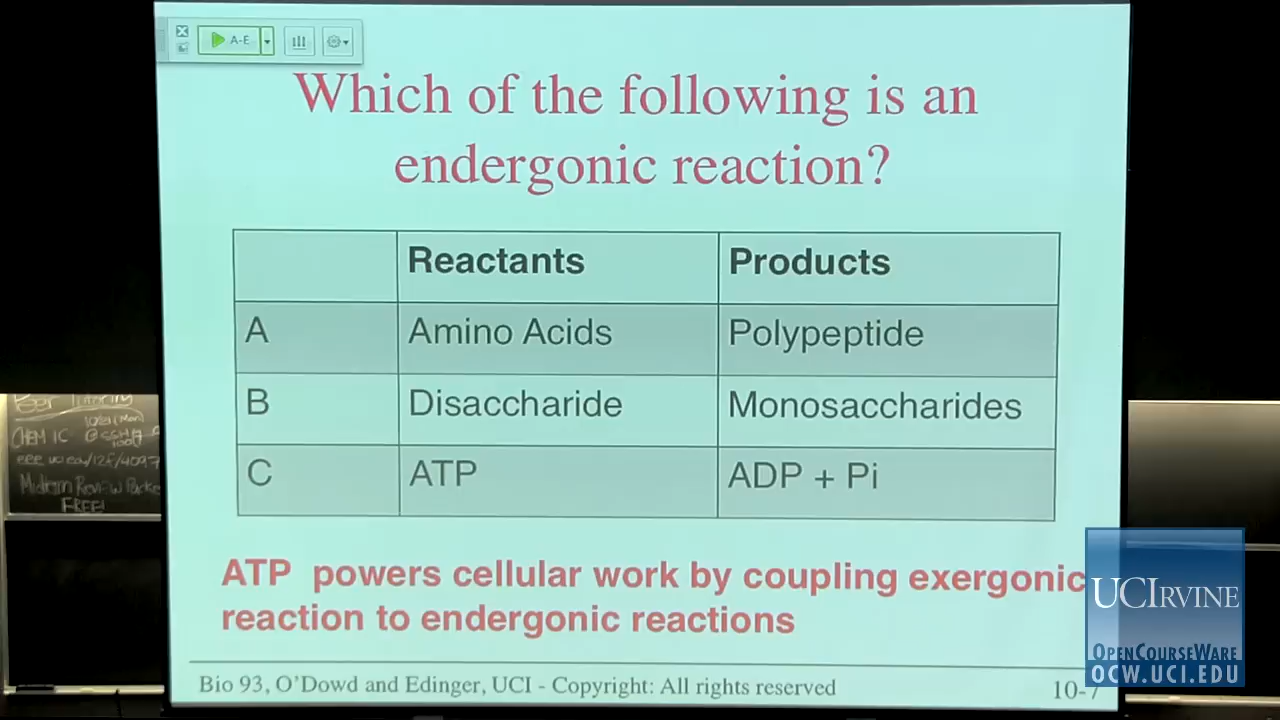 A-E
Which of the following is an
endergonic reaction?
Reactants Products
A Amino Acids Polypeptide
B Disaccharide Monosaccharides
C ATP ADP + Pi
ATP powers cellular work by coupling exergonic
reaction to endergonic reactions
Bio 93, O'Dowd and Edinger, UCI - Copyright: All rights reserved 10-7
Peer Tutoring
CHEM 1C
Midterm Review Packet
FREE!
UCIRVINE
OPENCOURSEWARE
OCW.UCI.EDU